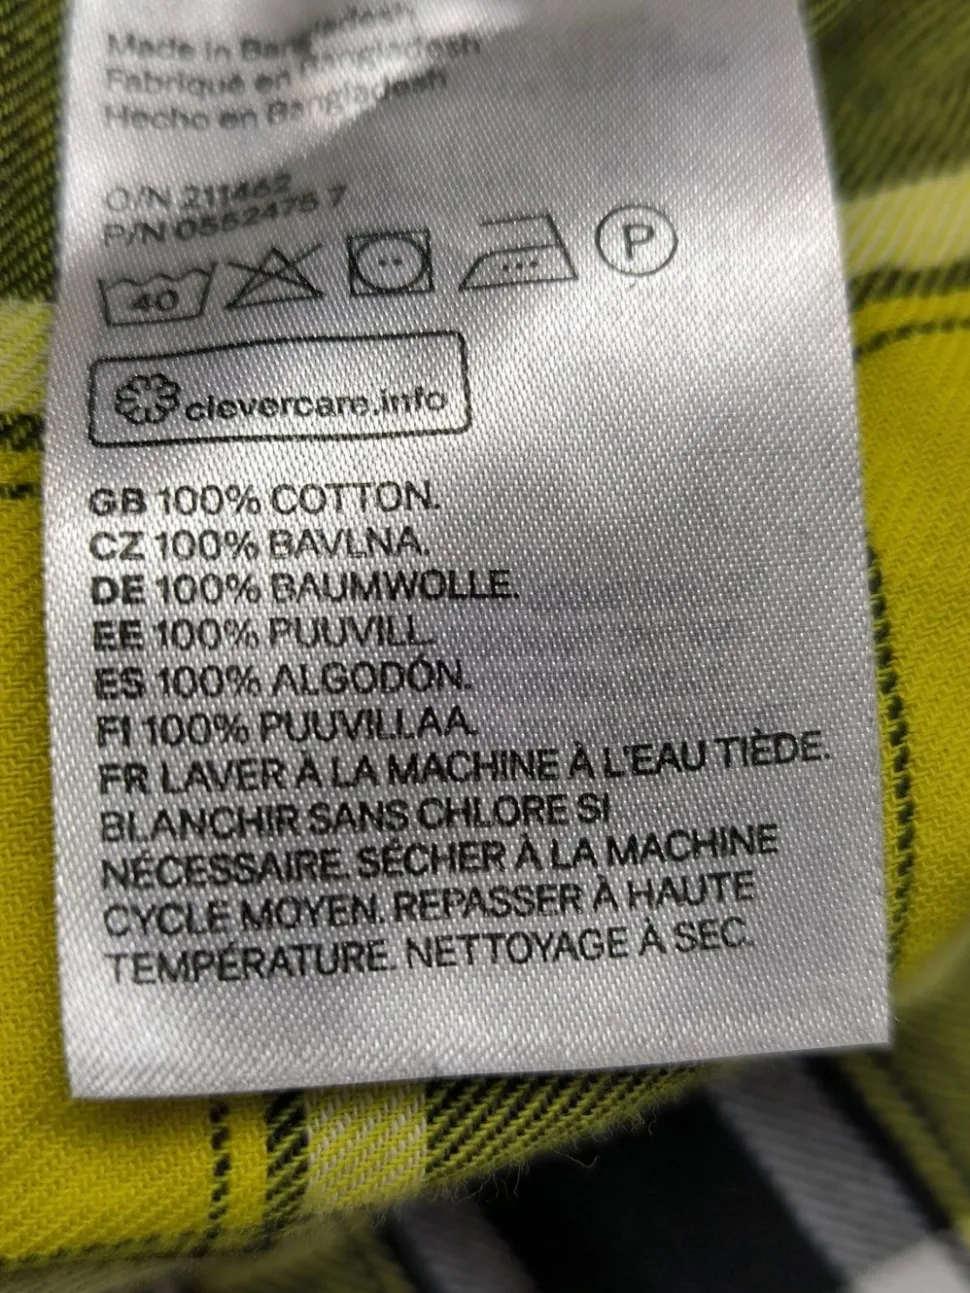 Made in Bangladesh
Fabriqué en Bangladesh
Hecho en Bangladesh
O/N 211462
P/N 0552475 7
40 P
clevercare.info
GB 100% COTTON.
CZ 100% BAVLNA.
DE 100% BAUMWOLLE.
EE 100% PUUVILL.
ES 100% ALGODÓN.
FI 100% PUUVILLAA.
FR LAVER À LA MACHINE À L'EAU TIÈDE.
BLANCHIR SANS CHLORE SI
NÉCESSAIRE. SÉCHER À LA MACHINE
CYCLE MOYEN. REPASSER À HAUTE
TEMPÉRATURE. NETTOYAGE À SEC.